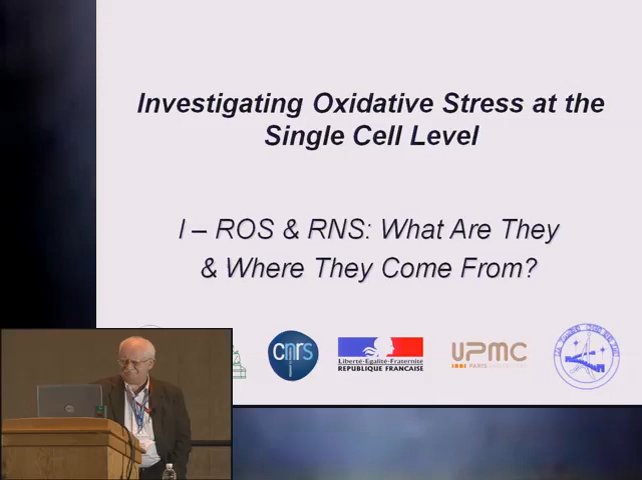 Investigating Oxidative Stress at the
Single Cell Level
I – ROS & RNS: What Are They
& Where They Come From?
cnrs
Liberté • Égalité • Fraternité
RÉPUBLIQUE FRANÇAISE
UPMC